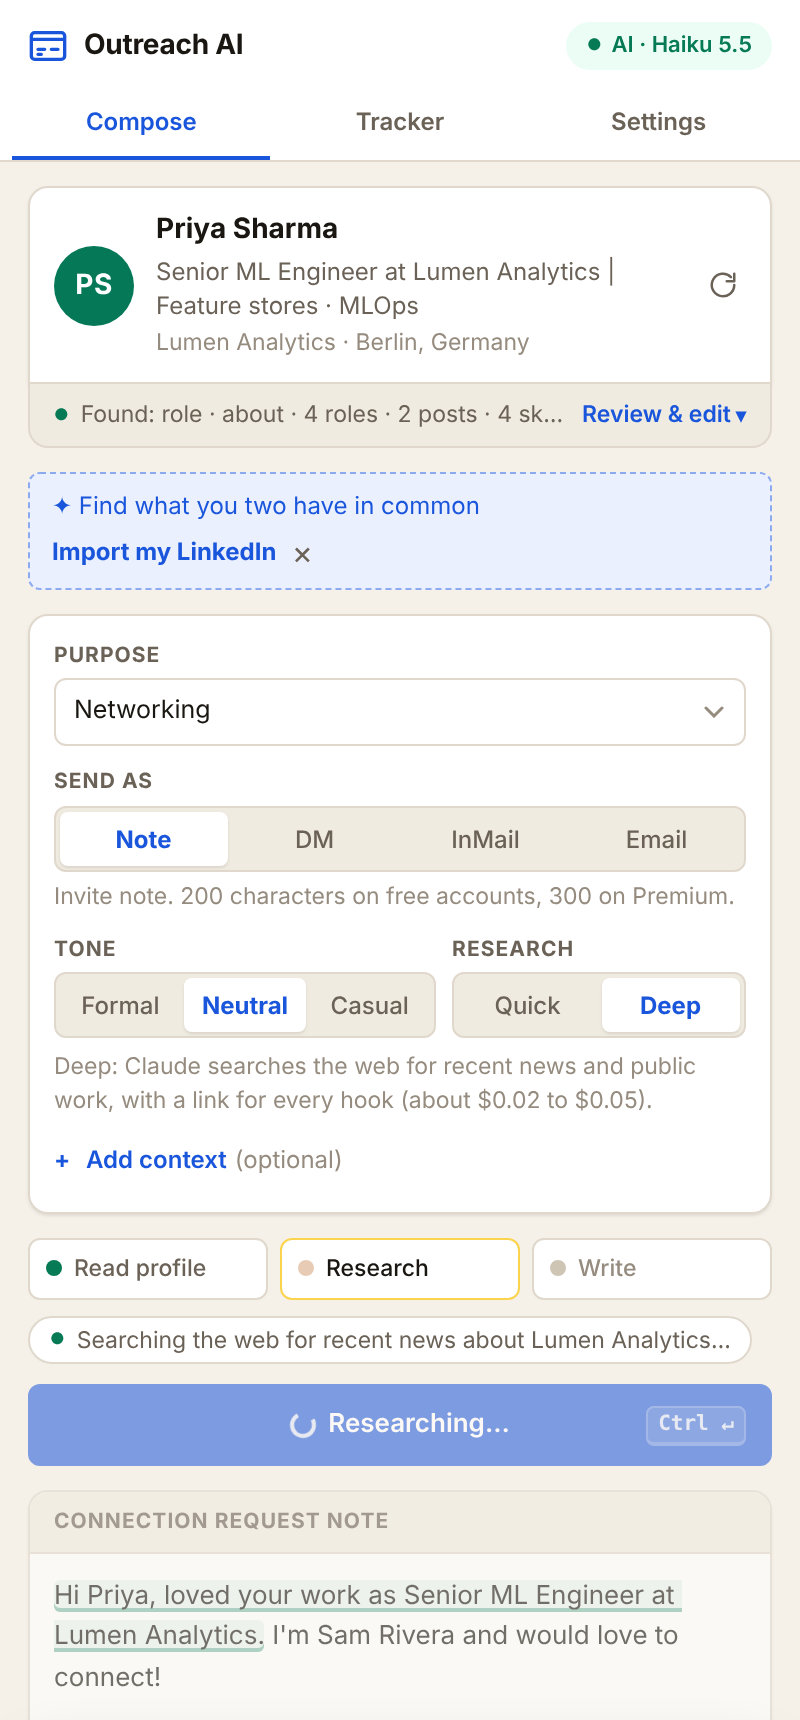 Outreach AI
AI · Haiku 5.5
Compose
Tracker
Settings
PS
Priya Sharma
Senior ML Engineer at Lumen Analytics |
Feature stores · MLOps
Lumen Analytics · Berlin, Germany
Found: role · about · 4 roles · 2 posts · 4 sk...
Review & edit ▾
✦ Find what you two have in common
Import my LinkedIn ×
PURPOSE
Networking
SEND AS
Note
DM
InMail
Email
Invite note. 200 characters on free accounts, 300 on Premium.
TONE
Formal
Neutral
Casual
RESEARCH
Quick
Deep
Deep: Claude searches the web for recent news and public
work, with a link for every hook (about $0.02 to $0.05).
+ Add context (optional)
Read profile
Research
Write
Searching the web for recent news about Lumen Analytics...
Researching...
Ctrl ↵
CONNECTION REQUEST NOTE
Hi Priya, loved your work as Senior ML Engineer at
Lumen Analytics. I'm Sam Rivera and would love to
connect!